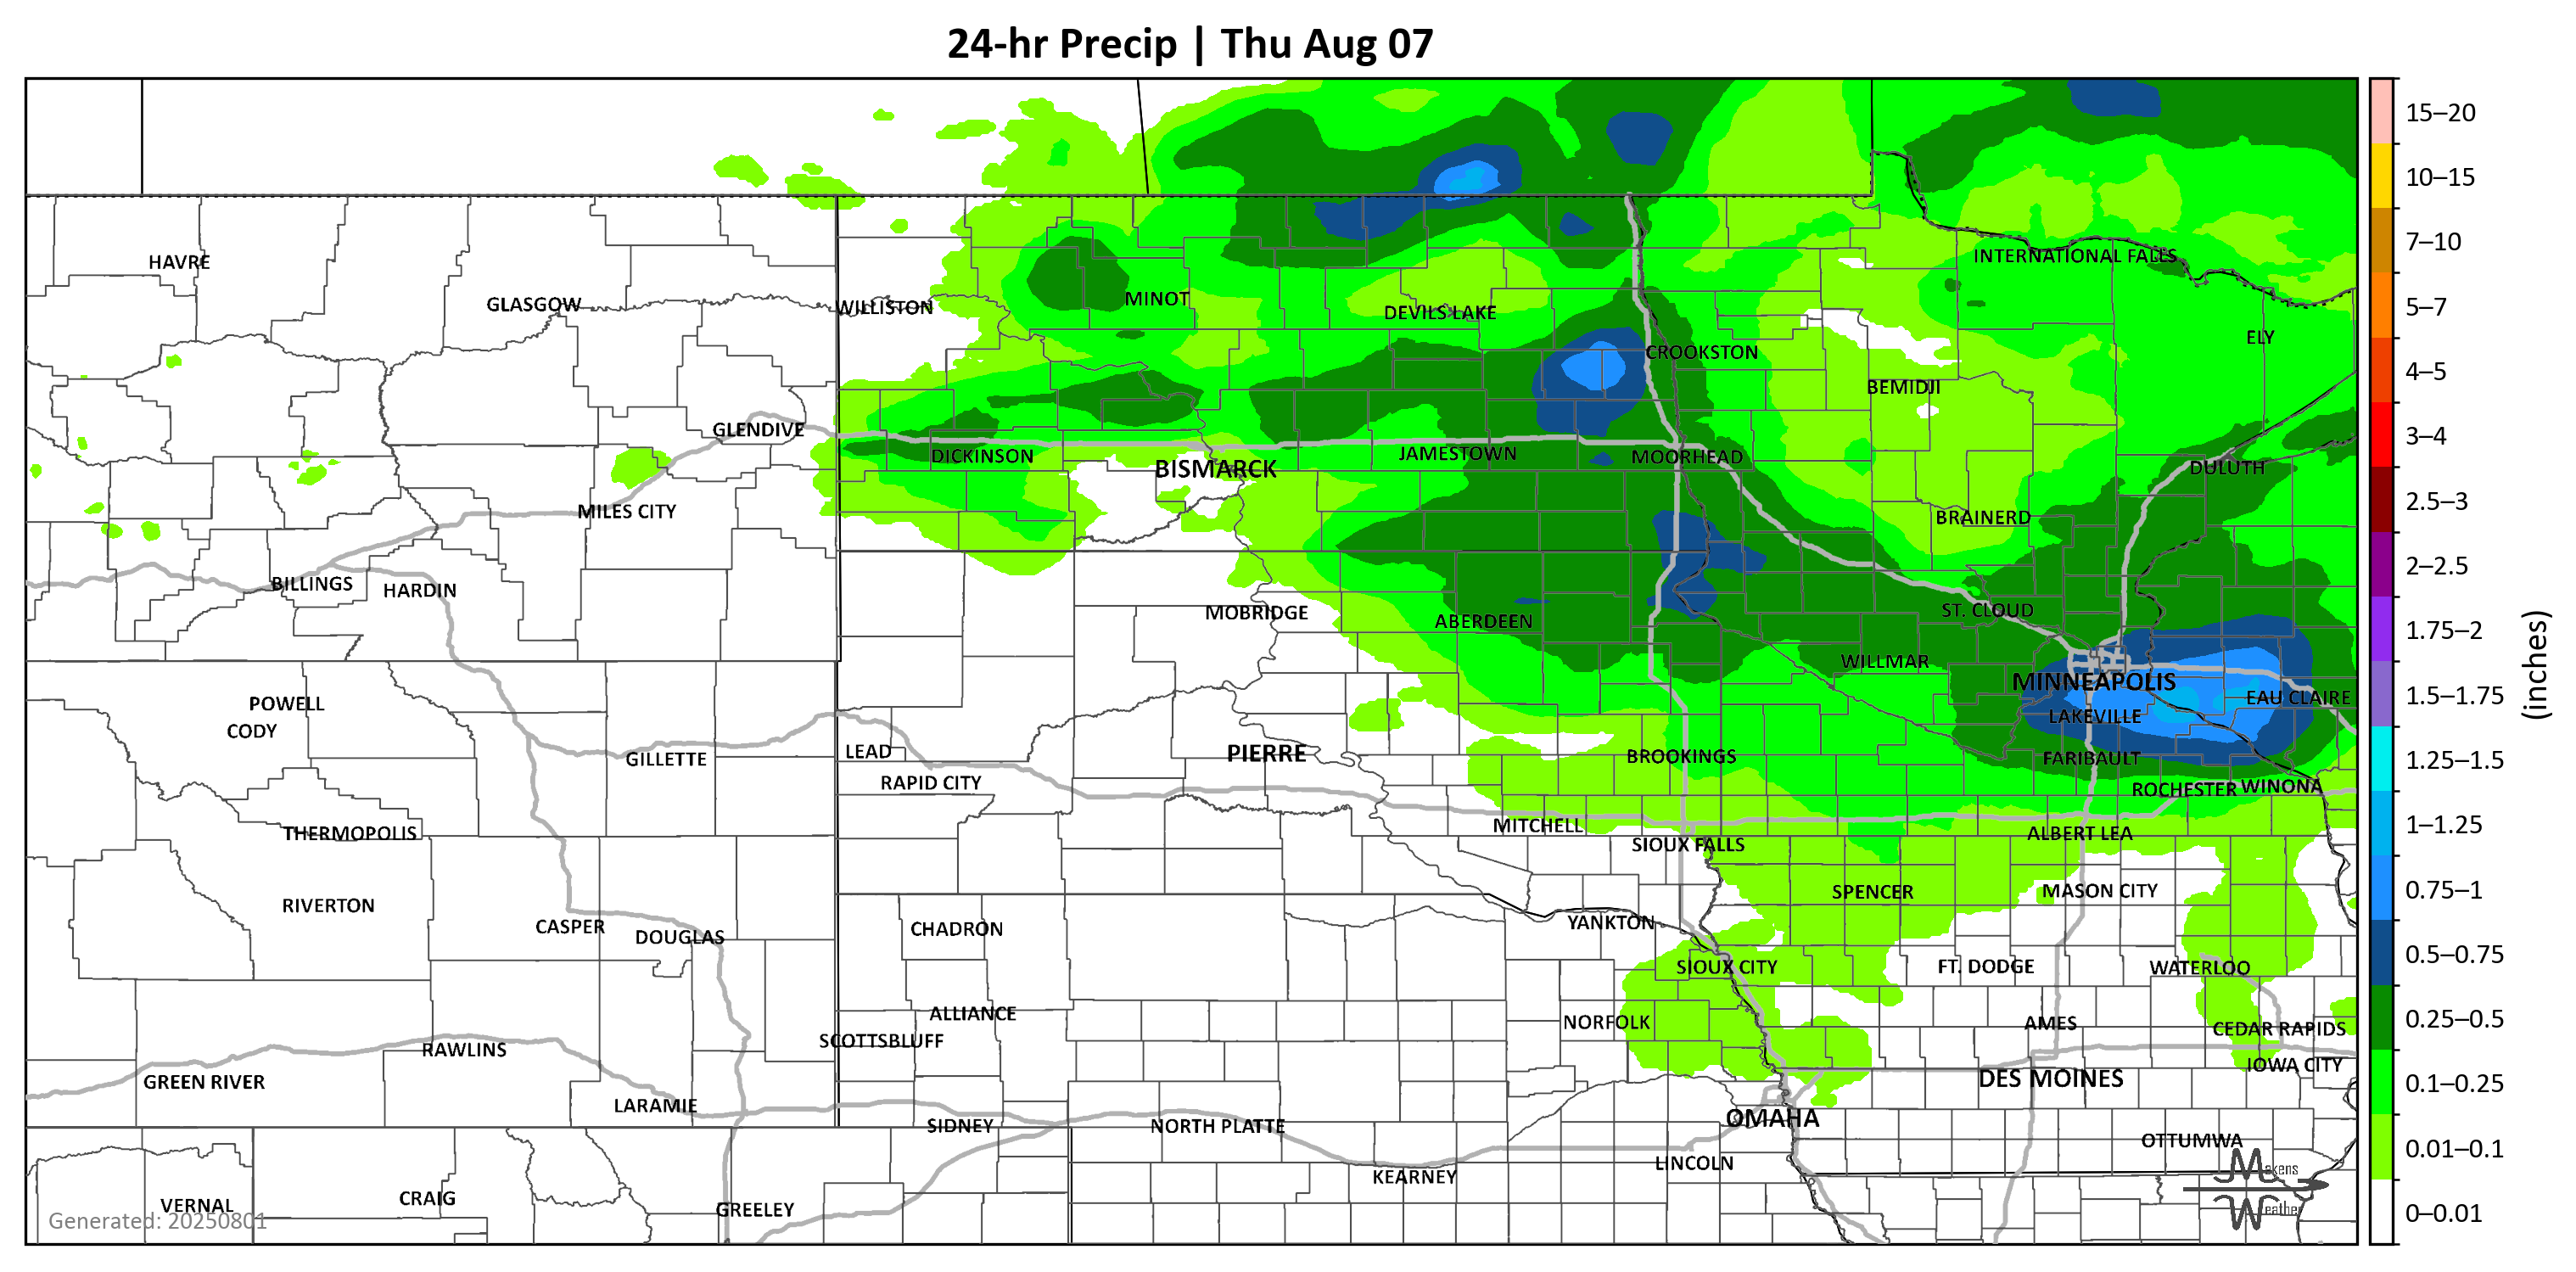 24-hr Precip | Thu Aug 07
15–20
10–15
INTERNATIONAL FALLS
7–10
HAVRE
GLASGOW
WILLISTON
MINOT
DEVILS LAKE
5–7
ELY
CROOKSTON
BEMIDJI
4–5
GLENDIVE
DICKINSON
BISMARCK
JAMESTOWN
MOORHEAD
DULUTH
3–4
MILES CITY
BRAINERD
2.5–3
BILLINGS
HARDIN
2–2.5
MOBRIDGE
ABERDEEN
ST. CLOUD
1.75–2
WILLMAR
MINNEAPOLIS
EAU CLAIRE
1.5–1.75
(inches)
POWELL
CODY
LAKEVILLE
GILLETTE
LEAD
PIERRE
BROOKINGS
FARIBAULT
1.25–1.5
RAPID CITY
ROCHESTER
WINONA
THERMOPOLIS
MITCHELL
SIOUX FALLS
ALBERT LEA
1–1.25
RIVERTON
SPENCER
MASON CITY
0.75–1
CASPER
DOUGLAS
CHADRON
YANKTON
SIOUX CITY
FT. DODGE
WATERLOO
0.5–0.75
ALLIANCE
SCOTTSBLUFF
NORFOLK
AMES
CEDAR RAPIDS
0.25–0.5
RAWLINS
GREEN RIVER
DES MOINES
IOWA CITY
0.1–0.25
LARAMIE
SIDNEY
NORTH PLATTE
OMAHA
OTTUMWA
0.01–0.1
KEARNEY
LINCOLN
Makens
Weather
VERNAL
CRAIG
GREELEY
0–0.01
Generated: 20250801